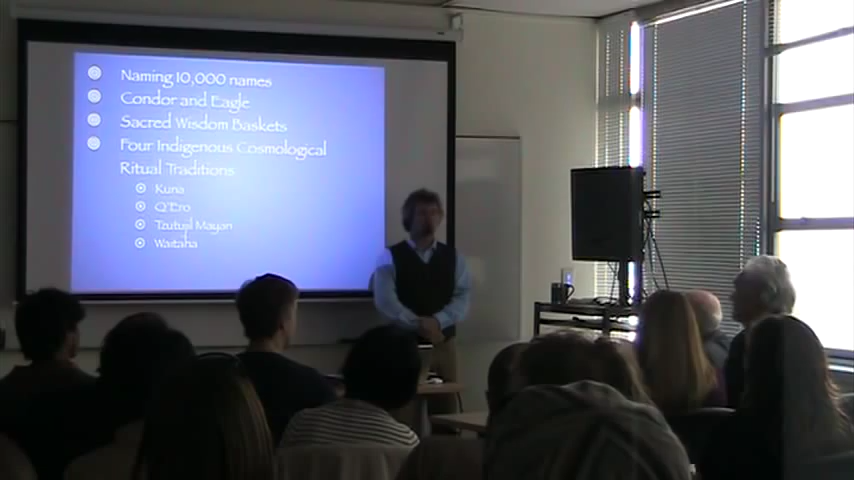 Naming 10,000 names
Condor and Eagle
Sacred Wisdom Baskets
Four Indigenous Cosmological
Ritual Traditions
Kuna
Q'Ero
Tzutujil Mayan
Waitaha